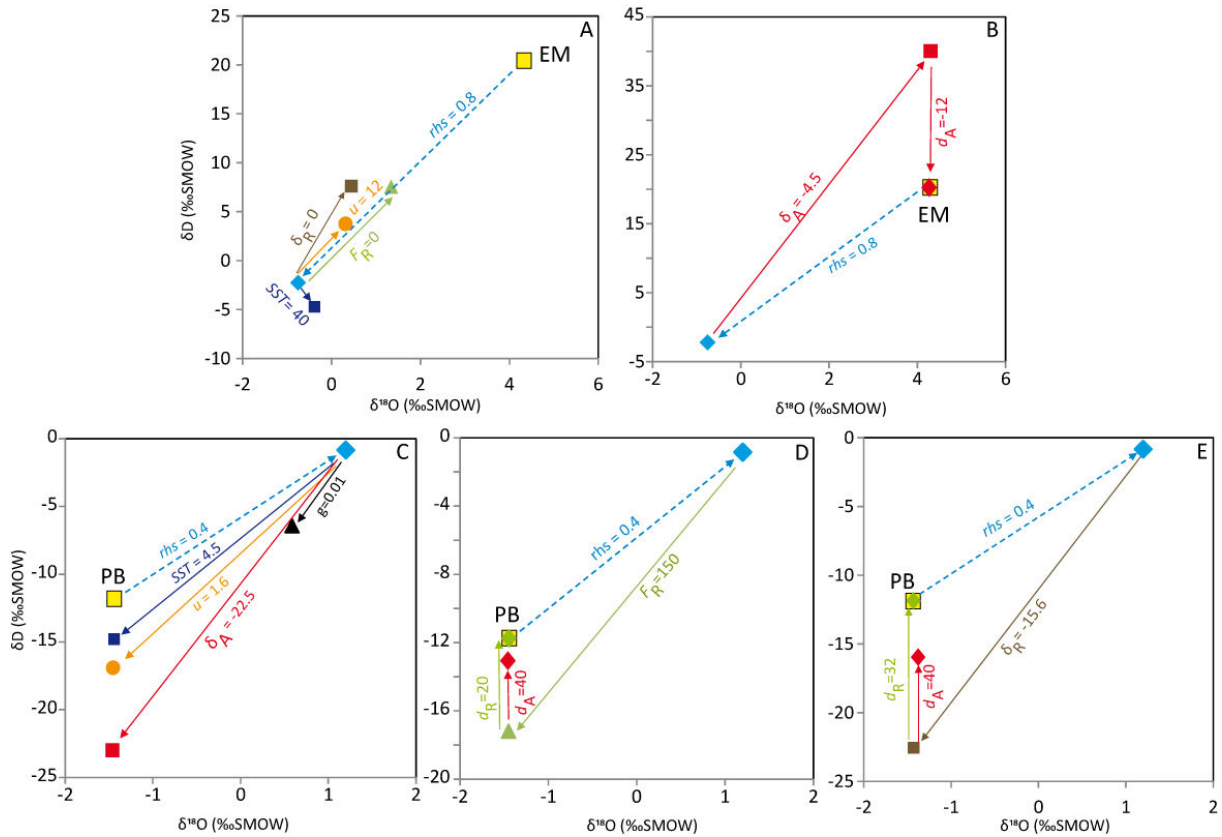 A
25
20
15
10
5
0
-5
-10
δD (‰SMOW)
EM
rhs = 0.8
u = 12
δR = 0
FR=0
SST= 40
-2
0
2
4
6
δ¹⁸O (‰SMOW)
B
45
35
25
15
5
-5
δA=-4.5
dA=-12
EM
rhs = 0.8
-2
0
2
4
6
δ¹⁸O (‰SMOW)
C
0
-5
-10
-15
-20
-25
δD (‰SMOW)
PB
rhs = 0.4
SST = 4.5
u = 1.6
δA = -22.5
g=0.01
-2
-1
0
1
2
δ¹⁸O (‰SMOW)
D
0
-4
-8
-12
-16
-20
PB
rhs = 0.4
FR=150
dR=20
dA=40
-2
-1
0
1
2
δ¹⁸O (‰SMOW)
E
0
-5
-10
-15
-20
-25
PB
rhs = 0.4
δR=-15.6
dR=32
dA=40
-2
-1
0
1
2
δ¹⁸O (‰SMOW)